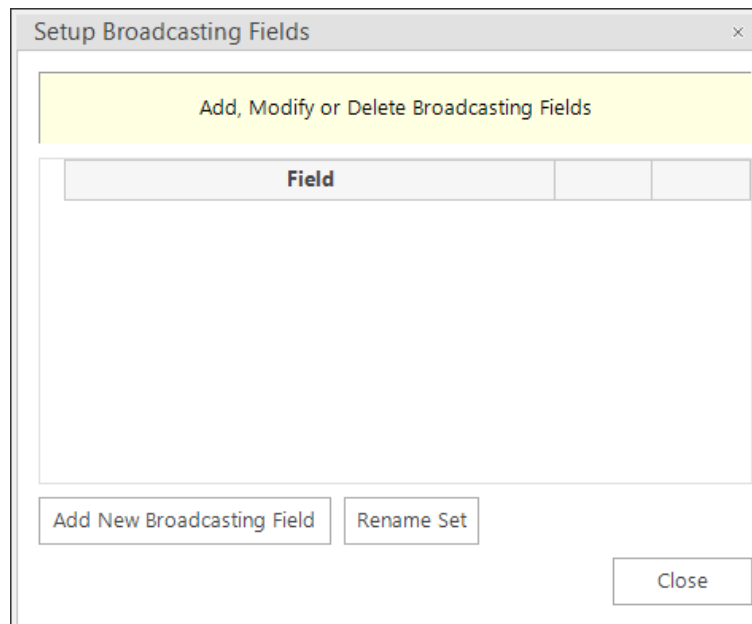 Setup Broadcasting Fields
Add, Modify or Delete Broadcasting Fields
Field
Add New Broadcasting Field
Rename Set
Close